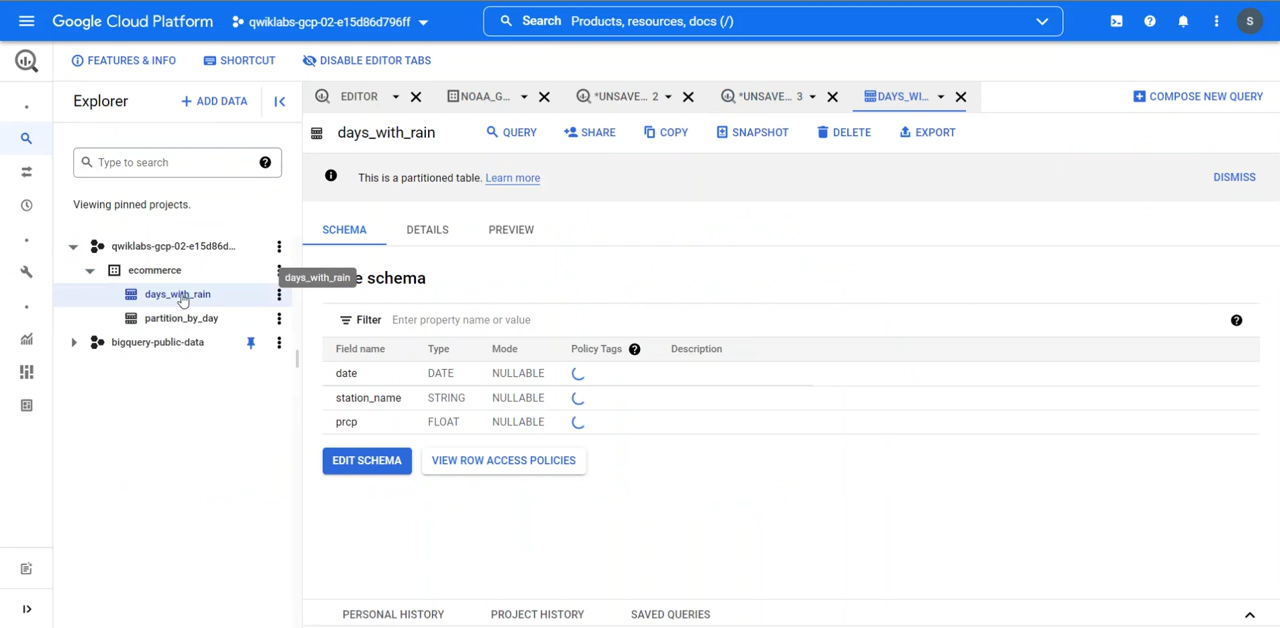 Google Cloud Platform qwiklabs-gcp-02-e15d86d796ff Search Products, resources, docs (/) S
FEATURES & INFO SHORTCUT DISABLE EDITOR TABS
Explorer + ADD DATA
EDITOR NOAA_G... *UNSAVE... 2 *UNSAVE... 3 DAYS_WI... COMPOSE NEW QUERY
days_with_rain QUERY SHARE COPY SNAPSHOT DELETE EXPORT
Type to search
This is a partitioned table. Learn more DISMISS
Viewing pinned projects.
SCHEMA DETAILS PREVIEW
qwiklabs-gcp-02-e15d86d...
ecommerce
days_with_rain
e schema
days_with_rain
partition_by_day
bigquery-public-data
Filter Enter property name or value
Field name Type Mode Policy Tags Description
date DATE NULLABLE
station_name STRING NULLABLE
prcp FLOAT NULLABLE
EDIT SCHEMA VIEW ROW ACCESS POLICIES
PERSONAL HISTORY PROJECT HISTORY SAVED QUERIES